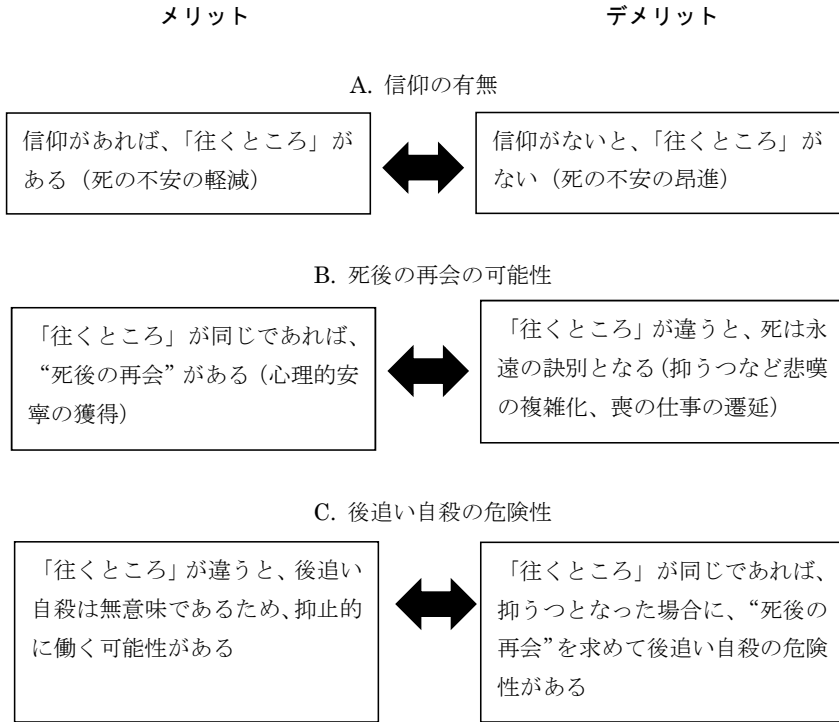 メリット
デメリット
A. 信仰の有無
信仰があれば、「往くところ」が
ある（死の不安の軽減）
信仰がないと、「往くところ」が
ない（死の不安の昂進）
B. 死後の再会の可能性
「往くところ」が同じであれば、
“死後の再会”がある（心理的安
寧の獲得）
「往くところ」が違うと、死は永
遠の訣別となる（抑うつなど悲嘆
の複雑化、喪の仕事の遷延）
C. 後追い自殺の危険性
「往くところ」が違うと、後追い
自殺は無意味であるため、抑止的
に働く可能性がある
「往くところ」が同じであれば、
抑うつとなった場合に、“死後の
再会”を求めて後追い自殺の危険
性がある